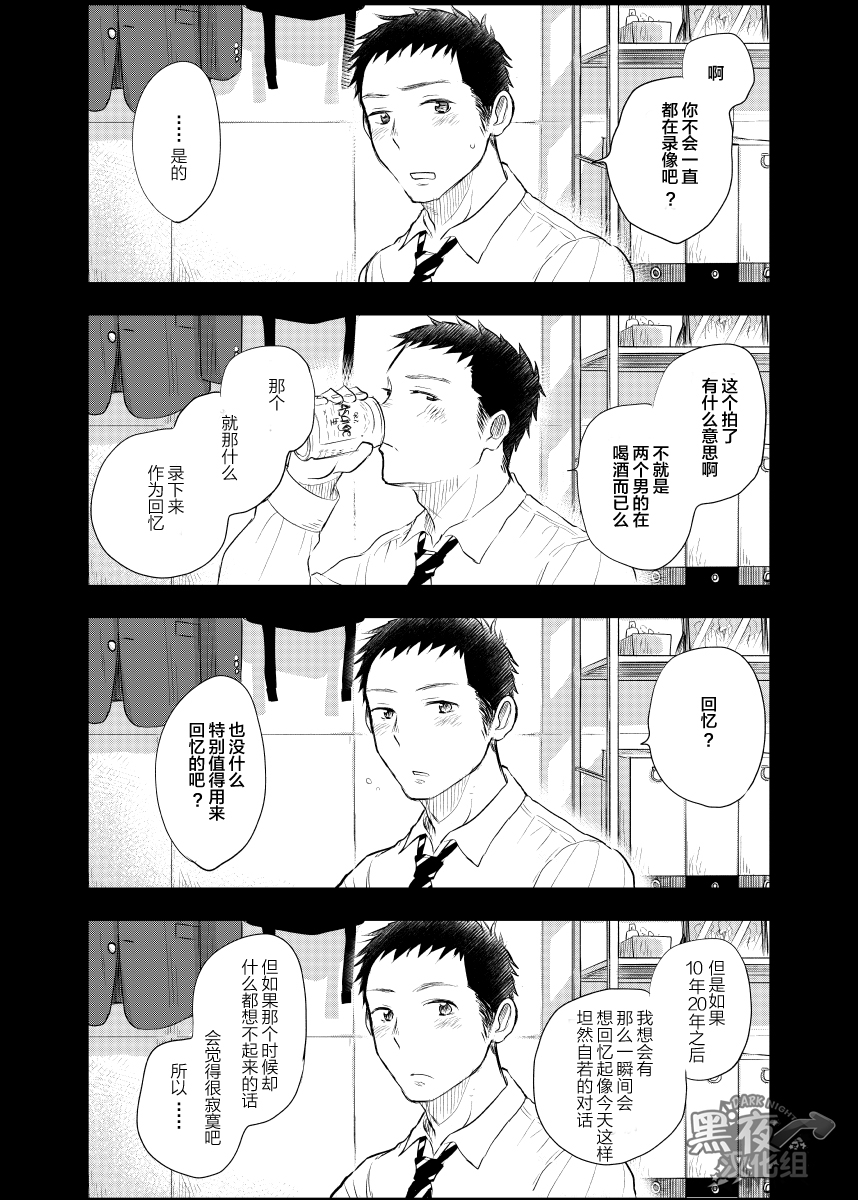 啊
你不会一直
都在录像吧？
……是的
这个拍了
有什么意思啊
不就是
两个男的在
喝酒而已么
那个
就那什么
录下来
作为回忆
回忆？
也没什么
特别值得用来
回忆的吧？
但是如果
10年20年之后
我想会有
那么一瞬间会
想回忆起像今天这样
坦然自若的对话
但如果那个时候却
什么都想不起来的话
会觉得很寂寞吧
所以……
DARK NIGHT
黑夜
汉化组